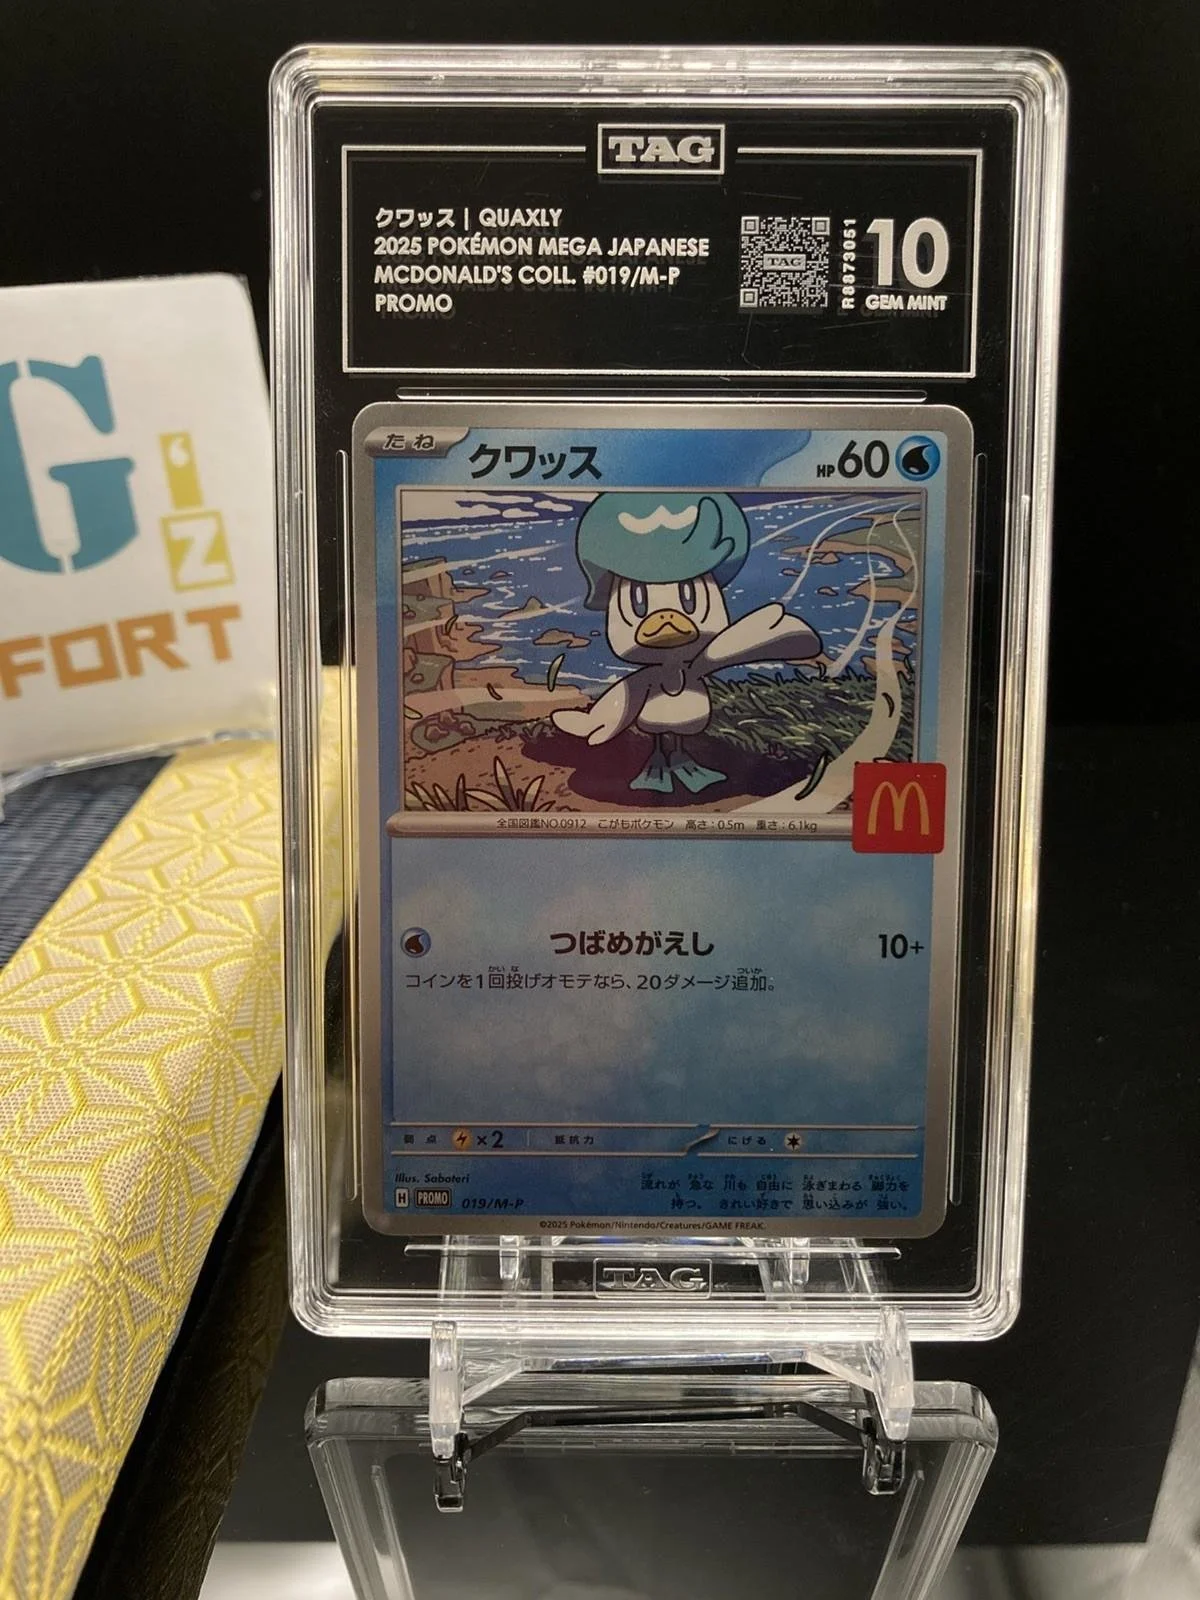 TAG
クワッス | QUAXLY
2025 POKÉMON MEGA JAPANESE
MCDONALD'S COLL. #019/M-P
PROMO
TAG
R8873051
10
GEM MINT
G
'
N
FORT
たね
クワッス
HP60
全国図鑑NO.0912 こがもポケモン 高さ:0.5m 重さ:6.1kg
M
つばめがえし 10+
コインを1回投げオモテなら、20ダメージ追加。
弱点 ×2 抵抗力 にげる
Illus. Saboteri
H PROMO 019/M-P
流れが 急な 川も 自由に 泳ぎまわる 脚力を
持つ。 きれい好きで 思い込みが 強い。
©2025 Pokémon/Nintendo/Creatures/GAME FREAK.
TAG